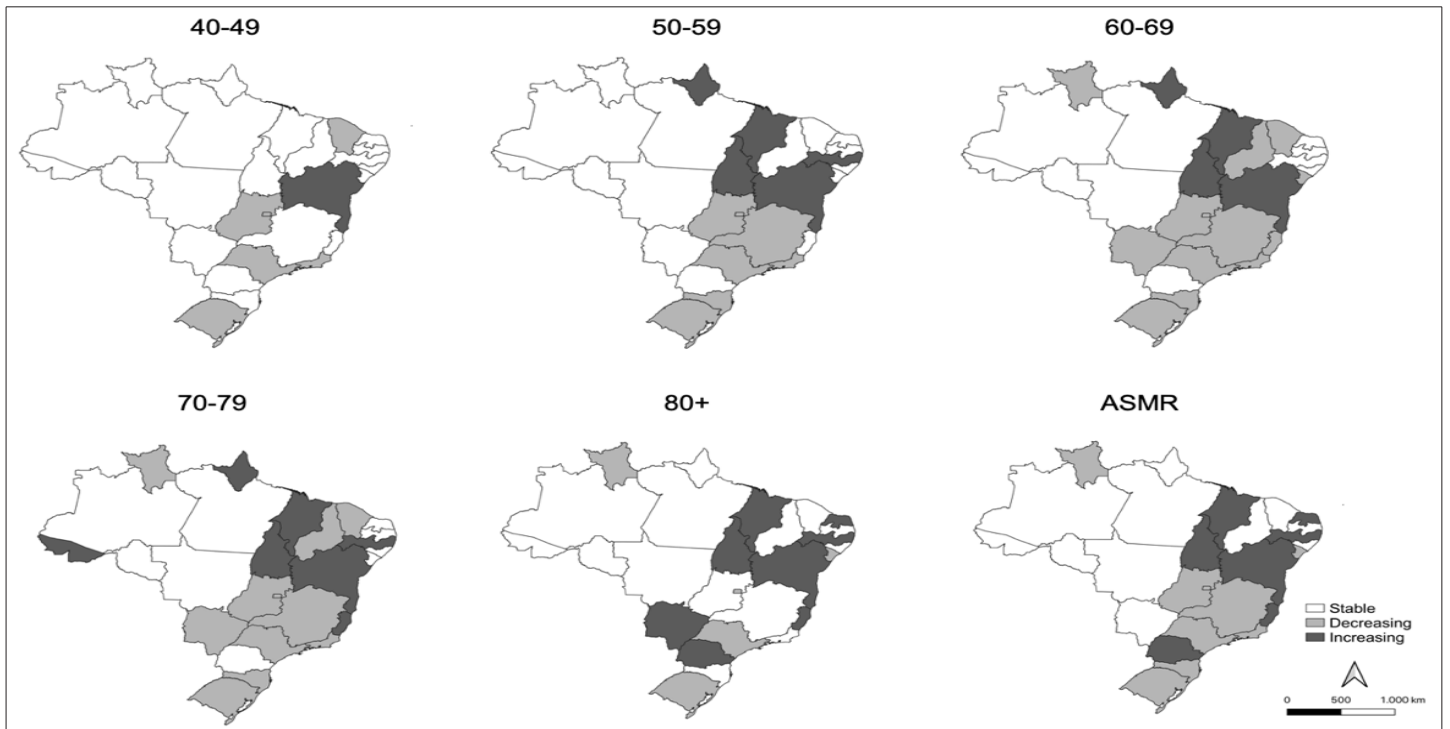 40-49
50-59
60-69
70-79
80+
ASMR
Stable
Decreasing
Increasing
0 500 1.000 km